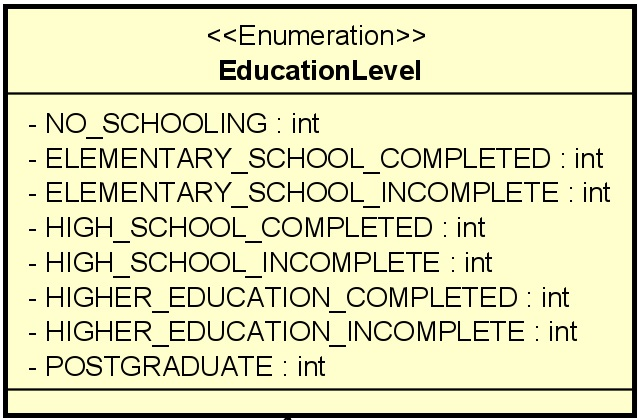 <<Enumeration>>
EducationLevel
- NO_SCHOOLING : int
- ELEMENTARY_SCHOOL_COMPLETED : int
- ELEMENTARY_SCHOOL_INCOMPLETE : int
- HIGH_SCHOOL_COMPLETED : int
- HIGH_SCHOOL_INCOMPLETE : int
- HIGHER_EDUCATION_COMPLETED : int
- HIGHER_EDUCATION_INCOMPLETE : int
- POSTGRADUATE : int